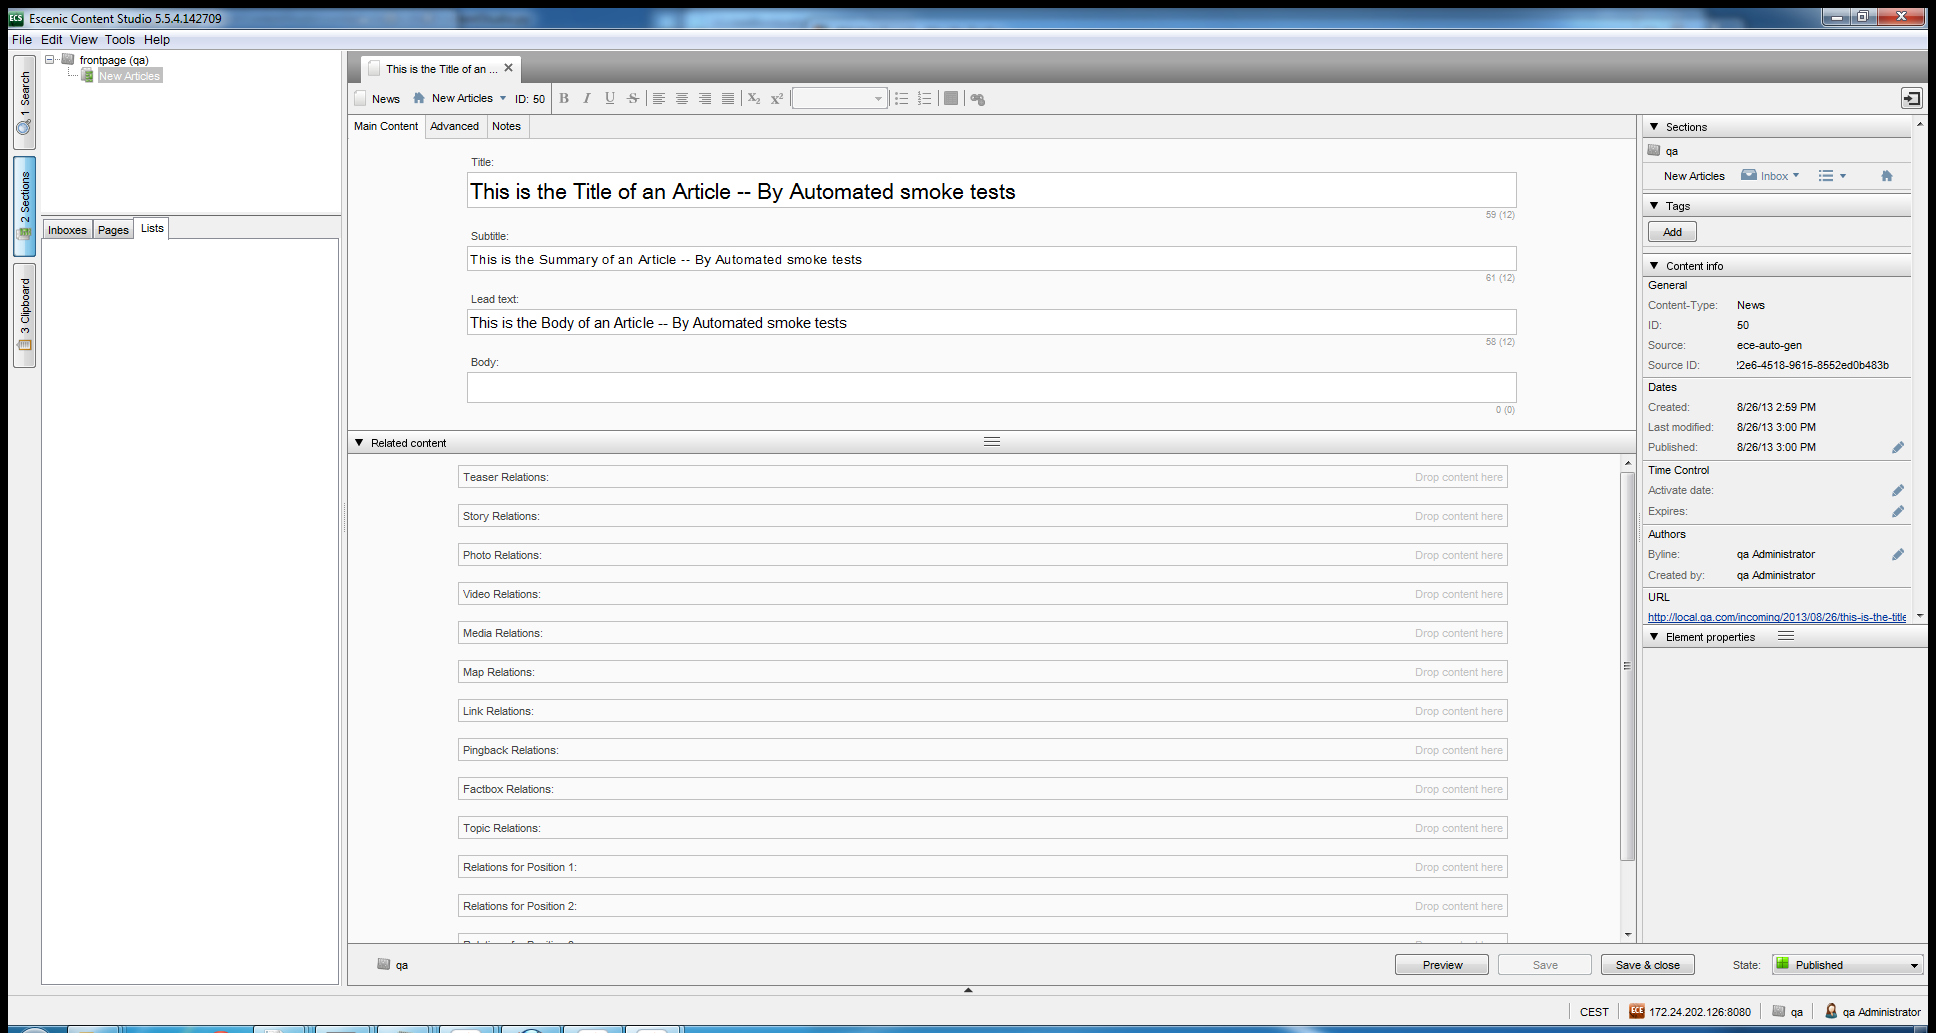 Escenic Content Studio 5.5.4.142709
File Edit View Tools Help
1 Search
2 Sections
3 Clipboard
frontpage (qa)
New Articles
Inboxes Pages Lists
This is the Title of an ...
News New Articles ID: 50
Main Content Advanced Notes
Title:
This is the Title of an Article -- By Automated smoke tests
59 (12)
Subtitle:
This is the Summary of an Article -- By Automated smoke tests
61 (12)
Lead text:
This is the Body of an Article -- By Automated smoke tests
58 (12)
Body:
0 (0)
Related content
Teaser Relations: Drop content here
Story Relations: Drop content here
Photo Relations: Drop content here
Video Relations: Drop content here
Media Relations: Drop content here
Map Relations: Drop content here
Link Relations: Drop content here
Pingback Relations: Drop content here
Factbox Relations: Drop content here
Topic Relations: Drop content here
Relations for Position 1: Drop content here
Relations for Position 2: Drop content here
Sections
qa
New Articles Inbox
Tags
Add
Content info
General
Content-Type: News
ID: 50
Source: ece-auto-gen
Source ID: 2e6-4518-9615-8552ed0b483b
Dates
Created: 8/26/13 2:59 PM
Last modified: 8/26/13 3:00 PM
Published: 8/26/13 3:00 PM
Time Control
Activate date:
Expires:
Authors
Byline: qa Administrator
Created by: qa Administrator
URL
http://local.qa.com/incoming/2013/08/26/this-is-the-title
Element properties
qa Preview Save Save & close State: Published
CEST ECE 172.24.202.126:8080 qa qa Administrator